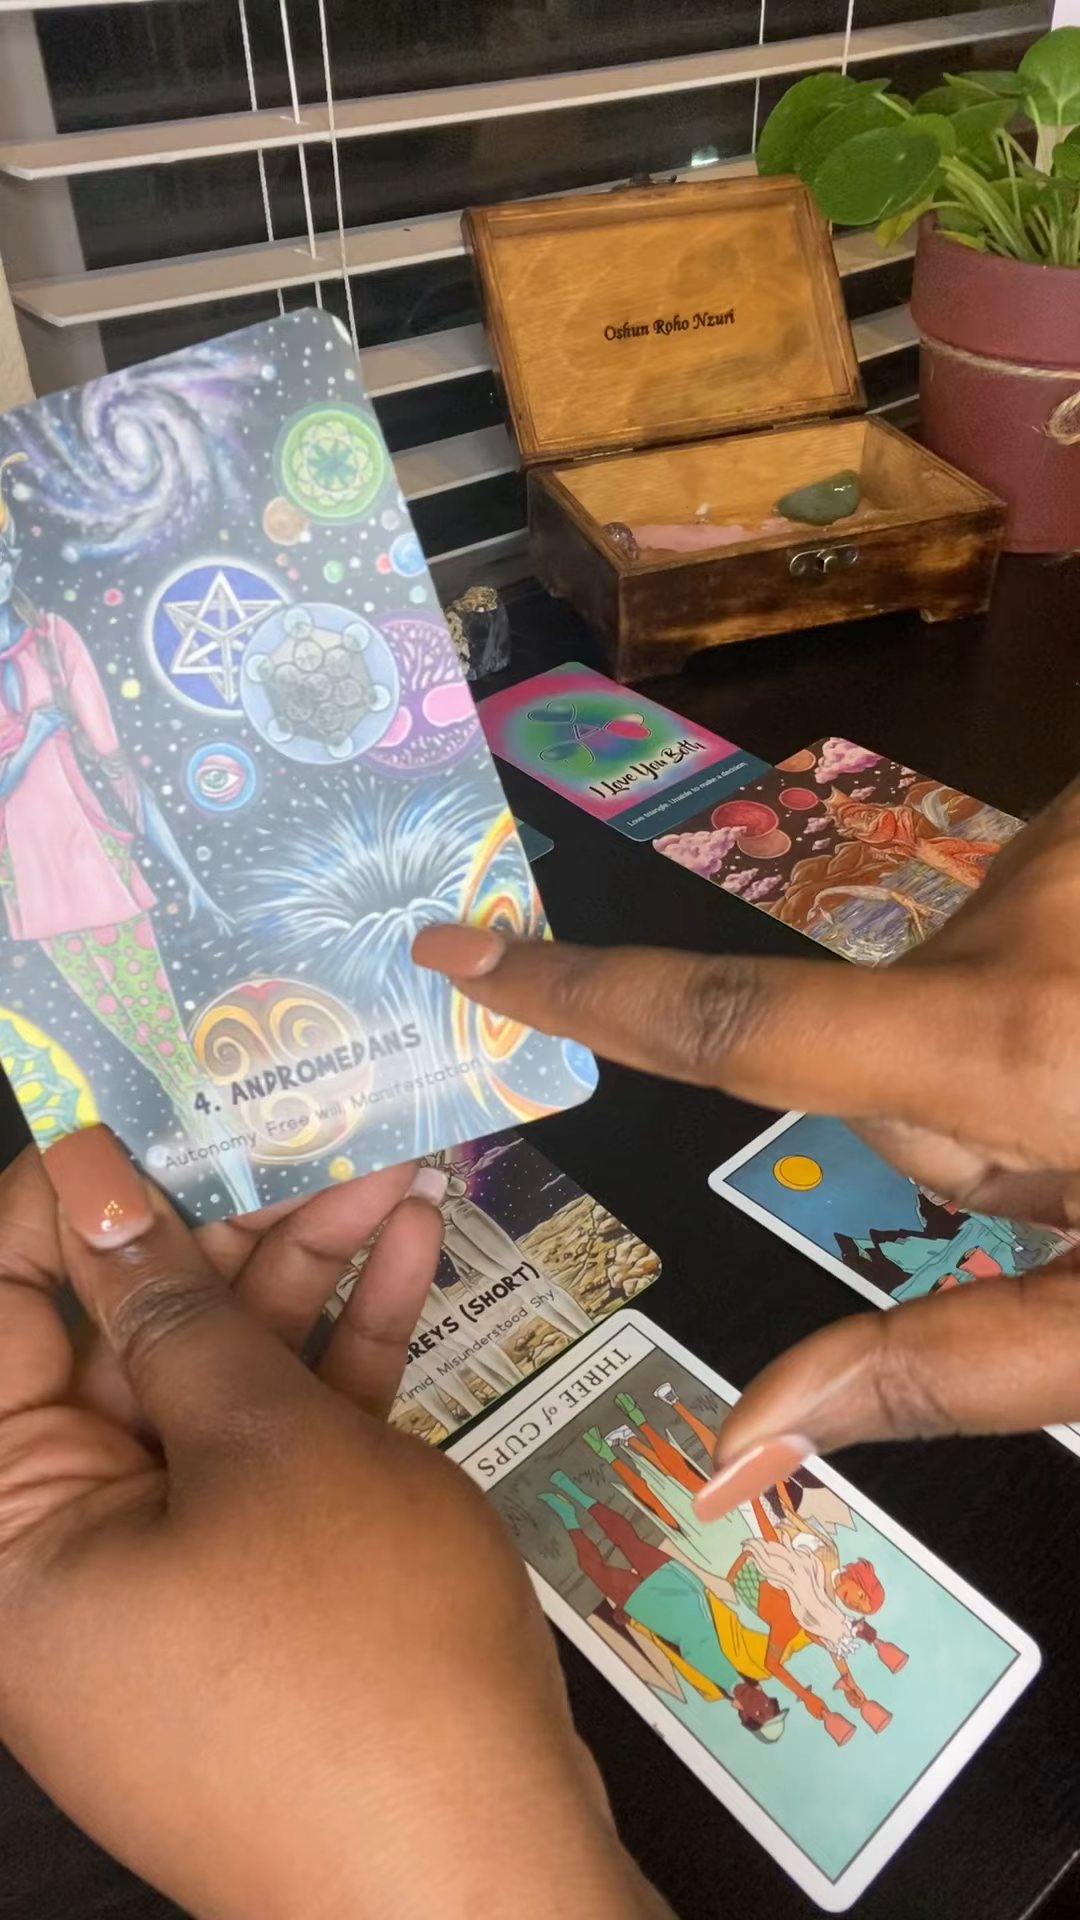 Oshun Roho Nzuri
I Love You Both
Love triangle. Unable to make a decision.
4. ANDROMEDANS
Autonomy Free will Manifestation
GREYS (SHORT)
Timid Misunderstood Shy
THREE of CUPS